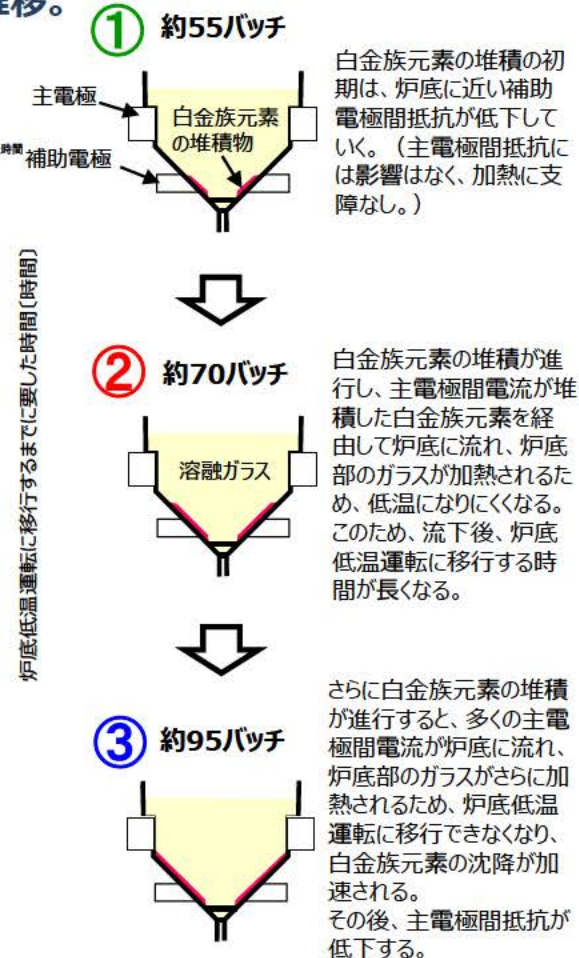 推移。
① 約55バッチ
主電極
白金族元素
の堆積物
時間
補助電極
白金族元素の堆積の初
期は、炉底に近い補助
電極間抵抗が低下して
いく。（主電極間抵抗に
は影響はなく、加熱に支
障なし。）
炉底低温運転に移行するまでに要した時間〔時間〕
② 約70バッチ
溶融ガラス
白金族元素の堆積が進
行し、主電極間電流が堆
積した白金族元素を経
由して炉底に流れ、炉底
部のガラスが加熱されるた
め、低温になりにくくなる。
このため、流下後、炉底
低温運転に移行する時
間が長くなる。
③ 約95バッチ
さらに白金族元素の堆積
が進行すると、多くの主電
極間電流が炉底に流れ、
炉底部のガラスがさらに加
熱されるため、炉底低温
運転に移行できなくなり、
白金族元素の沈降が加
速される。
その後、主電極間抵抗が
低下する。